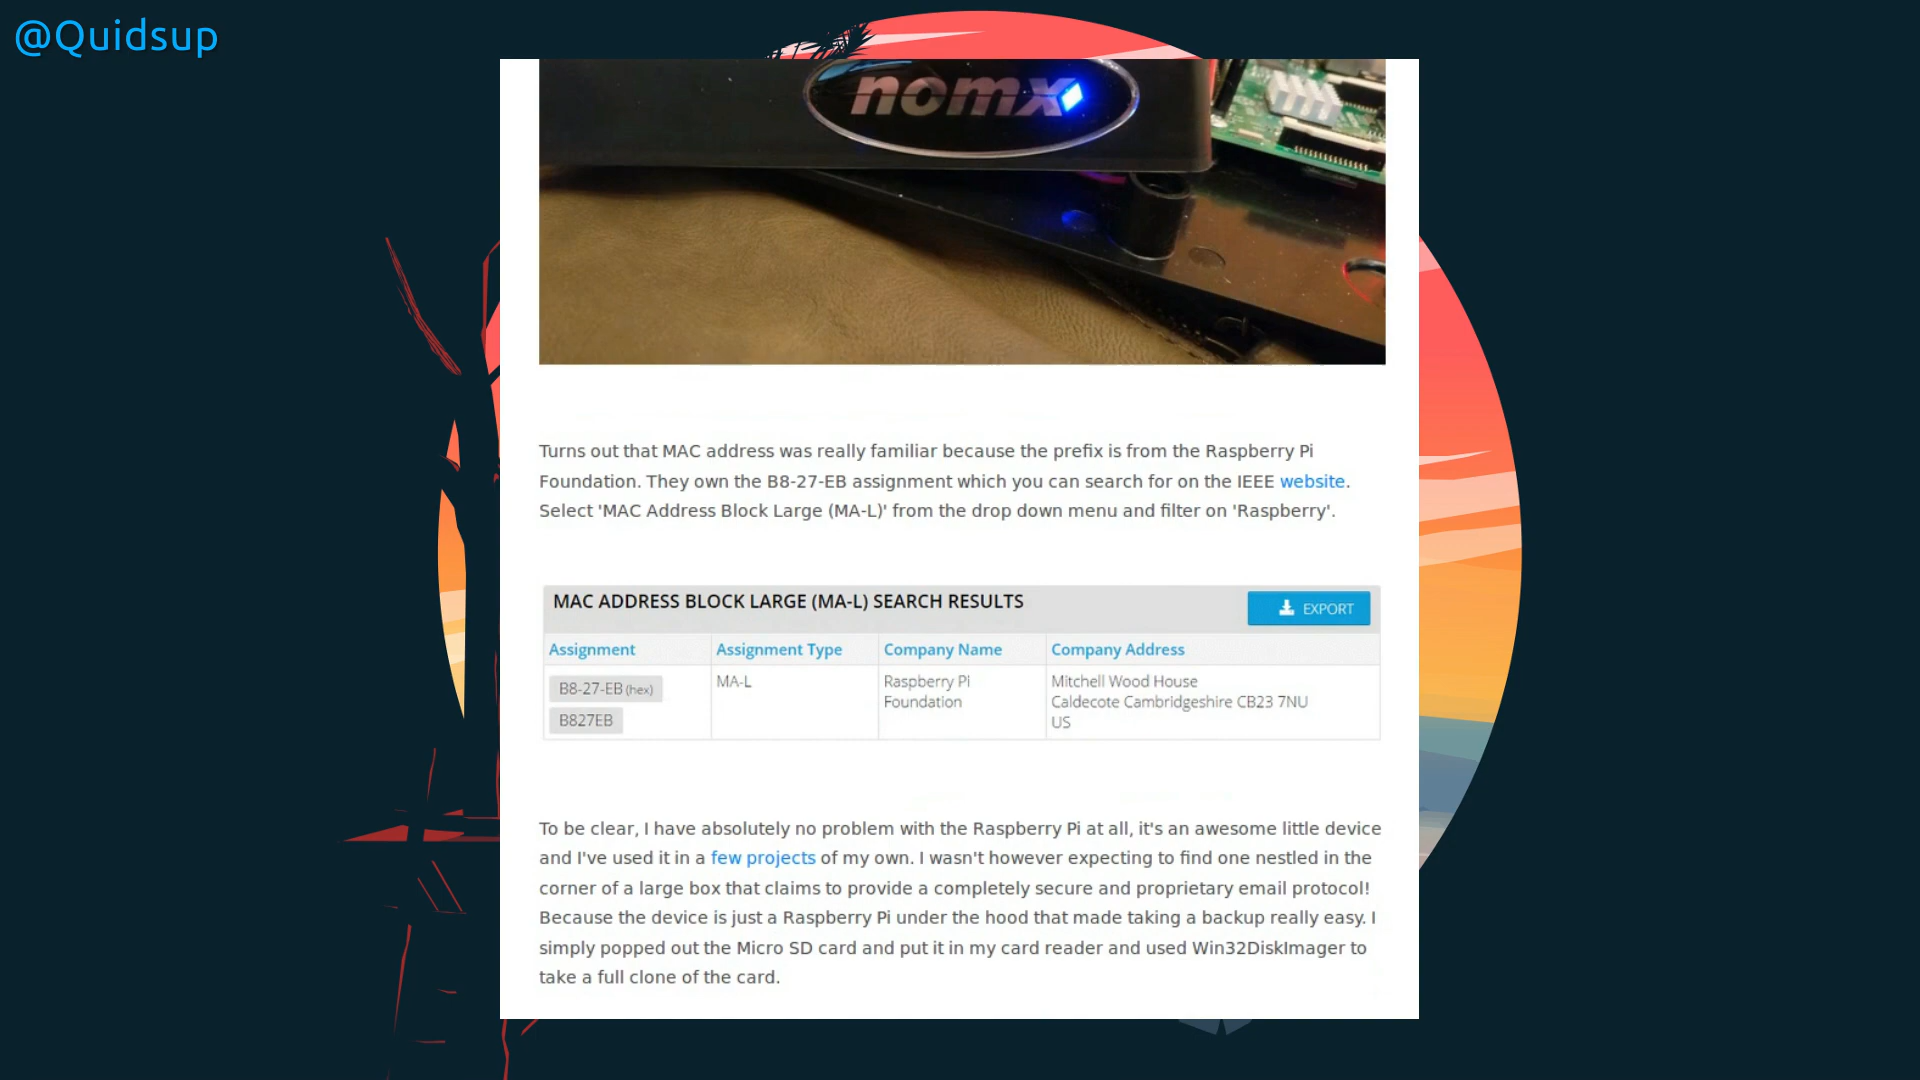 @Quidsup
nomx
Turns out that MAC address was really familiar because the prefix is from the Raspberry Pi
Foundation. They own the B8-27-EB assignment which you can search for on the IEEE website.
Select 'MAC Address Block Large (MA-L)' from the drop down menu and filter on 'Raspberry'.
MAC ADDRESS BLOCK LARGE (MA-L) SEARCH RESULTS
EXPORT
Assignment Assignment Type Company Name Company Address
B8-27-EB (hex) MA-L Raspberry Pi Mitchell Wood House
Foundation Caldecote Cambridgeshire CB23 7NU
B827EB US
To be clear, I have absolutely no problem with the Raspberry Pi at all, it's an awesome little device
and I've used it in a few projects of my own. I wasn't however expecting to find one nestled in the
corner of a large box that claims to provide a completely secure and proprietary email protocol!
Because the device is just a Raspberry Pi under the hood that made taking a backup really easy. I
simply popped out the Micro SD card and put it in my card reader and used Win32DiskImager to
take a full clone of the card.